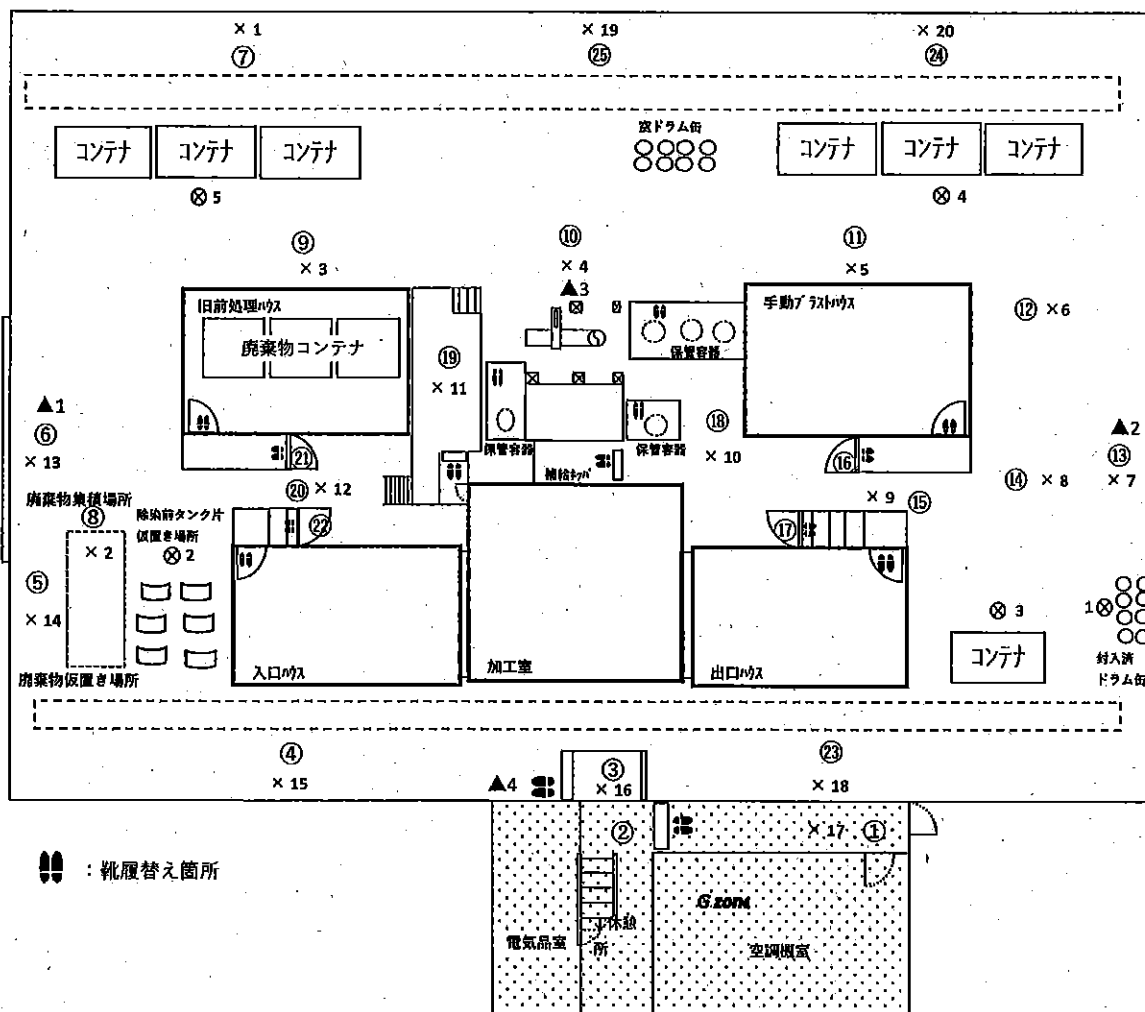 × 1
⑦
× 19
㉕
× 20
㉔
コンテナ コンテナ コンテナ
空ドラム缶
コンテナ コンテナ コンテナ
⊗ 5
⊗ 4
⑨
× 3
⑩
× 4
▲3
⑪
× 5
⑫ × 6
旧前処理ハウス
廃棄物コンテナ
⑲
× 11
保管容器
手動ブラストハウス
▲1
⑥
× 13
保管容器
保管容器
⑱
× 10
▲2
⑬
× 7
㉑
⑯
補給ホッパ
⑳ × 12
⑭ × 8
× 9
⑮
廃棄物集積場所
⑧
× 2
除染前タンク片
仮置き場所
⊗ 2
㉒
⑰
⑤
× 14
廃棄物仮置き場所
入口ハウス
加工室
出口ハウス
⊗ 3
コンテナ
1⊗
封入済
ドラム缶
④
× 15
▲4
③
× 16
㉓
× 18
②
× 17 ①
：靴履替え箇所
G zone
電気品室
休憩
所
空調機室